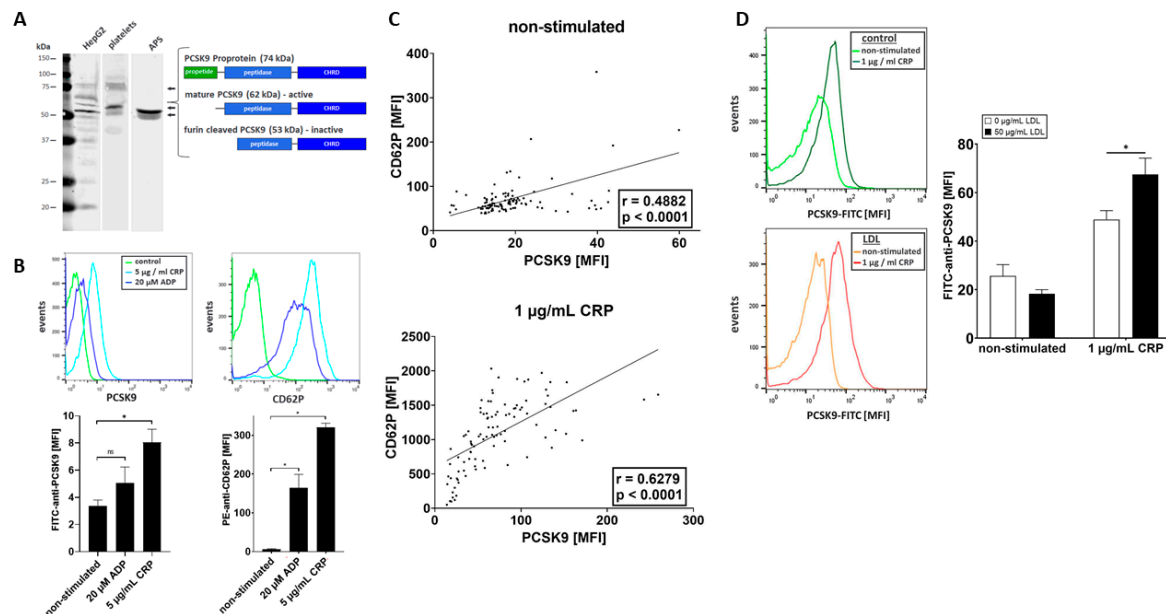 A
HepG2
platelets
APS
kDa
150
100
75
50
37
25
20
PCSK9 Proprotein (74 kDa)
propetide peptidase CHRD
mature PCSK9 (62 kDa) - active
peptidase CHRD
furin cleaved PCSK9 (53 kDa) - inactive
peptidase CHRD
B
control
5 µg / ml CRP
20 µM ADP
events
PCSK9
events
CD62P
FITC-anti-PCSK9 [MFI]
10
8
6
4
2
0
*
ns
non-stimulated
20 µM ADP
5 µg/mL CRP
PE-anti-CD62P [MFI]
300
200
100
0
*
*
non-stimulated
20 µM ADP
5 µg/mL CRP
C
non-stimulated
CD62P [MFI]
400
300
200
100
0
r = 0.4882
p < 0.0001
0 20 40 60
PCSK9 [MFI]
1 µg/mL CRP
CD62P [MFI]
2500
2000
1500
1000
500
0
r = 0.6279
p < 0.0001
0 100 200 300
PCSK9 [MFI]
D
control
non-stimulated
1 µg / ml CRP
events
PCSK9-FITC [MFI]
LDL
non-stimulated
1 µg / ml CRP
events
PCSK9-FITC [MFI]
0 µg/mL LDL
50 µg/mL LDL
FITC-anti-PCSK9 [MFI]
80
60
40
20
0
*
non-stimulated 1 µg/mL CRP